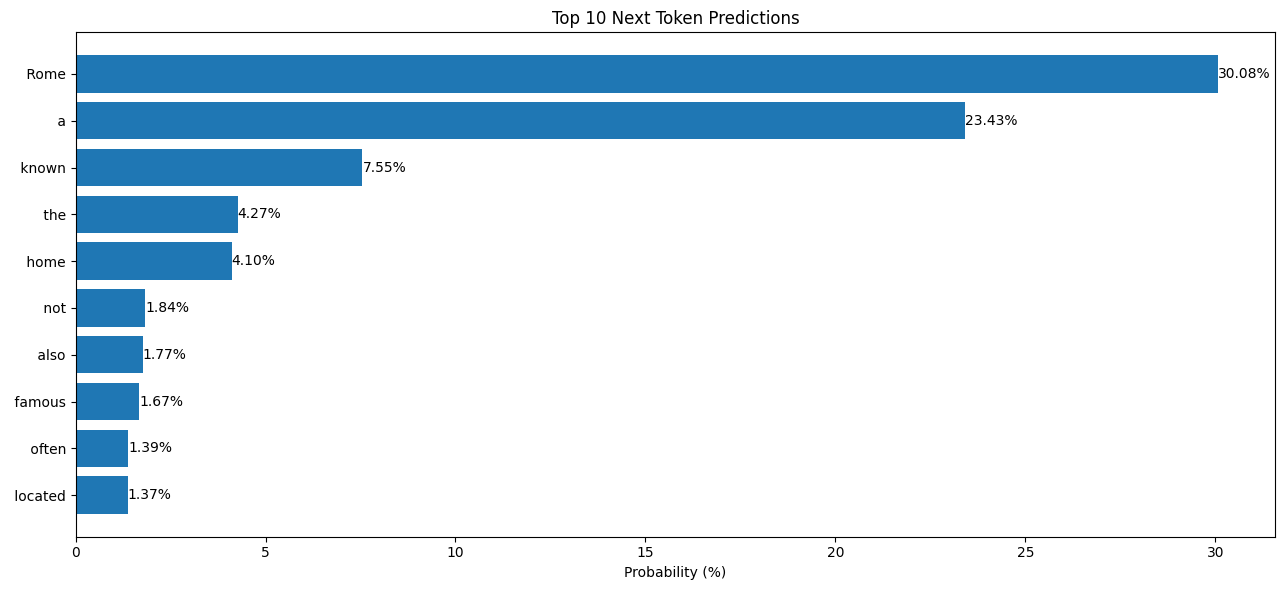 Top 10 Next Token Predictions
Rome 30.08%
a 23.43%
known 7.55%
the 4.27%
home 4.10%
not 1.84%
also 1.77%
famous 1.67%
often 1.39%
located 1.37%
0 5 10 15 20 25 30
Probability (%)